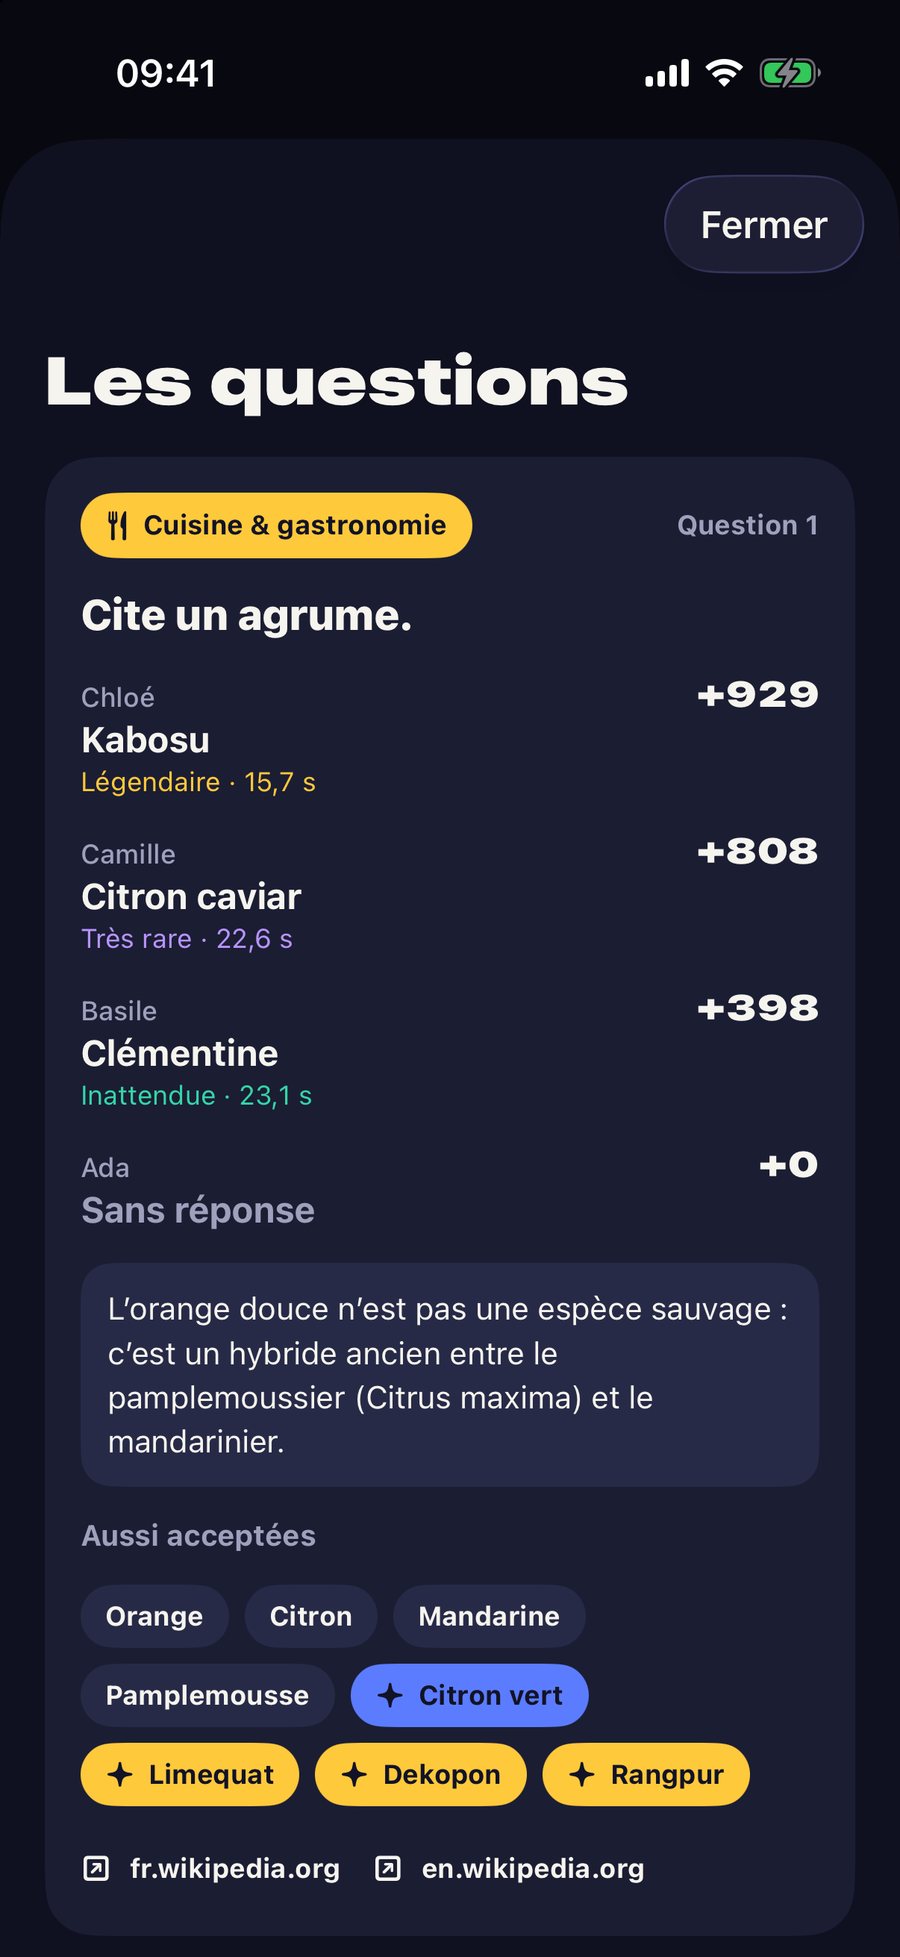 09:41
Fermer
Les questions
Cuisine & gastronomie
Question 1
Cite un agrume.
Chloé
+929
Kabosu
Légendaire · 15,7 s
Camille
+808
Citron caviar
Très rare · 22,6 s
Basile
+398
Clémentine
Inattendue · 23,1 s
Ada
+0
Sans réponse
L’orange douce n’est pas une espèce sauvage :
c’est un hybride ancien entre le
pamplemoussier (Citrus maxima) et le
mandarinier.
Aussi acceptées
Orange
Citron
Mandarine
Pamplemousse
Citron vert
Limequat
Dekopon
Rangpur
fr.wikipedia.org
en.wikipedia.org